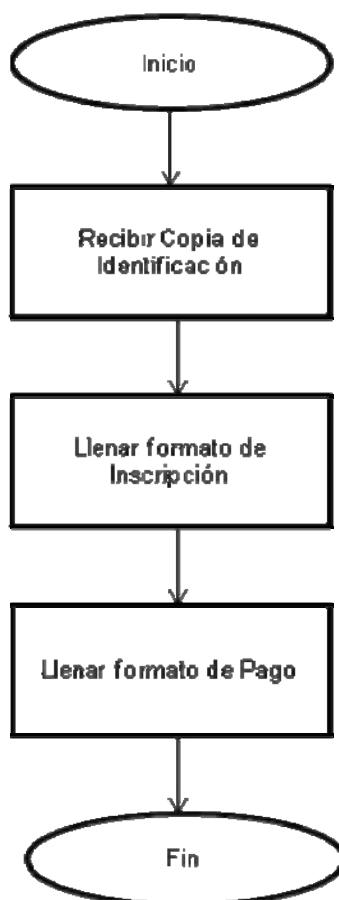 Inicio
Recibir Copia de
Identificación
Llenar formato de
Inscripción
Llenar formato de Pago
Fin